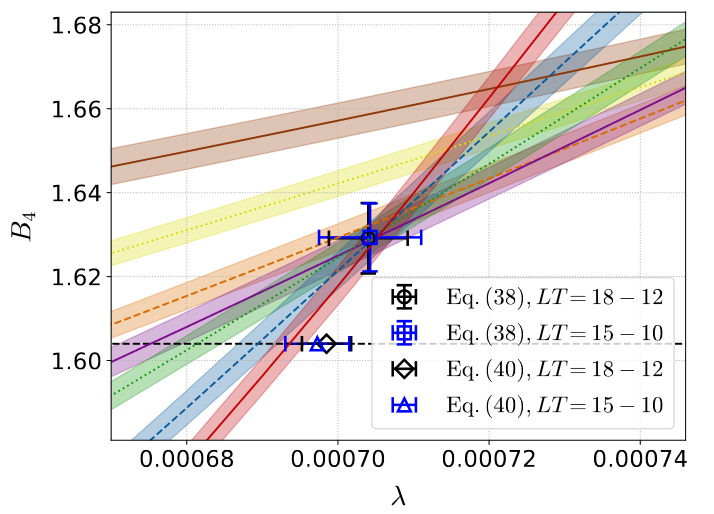 1.68
1.66
1.64
1.62
1.60
B₄
Eq. (38), LT = 18 − 12
Eq. (38), LT = 15 − 10
Eq. (40), LT = 18 − 12
Eq. (40), LT = 15 − 10
0.00068 0.00070 0.00072 0.00074
λ